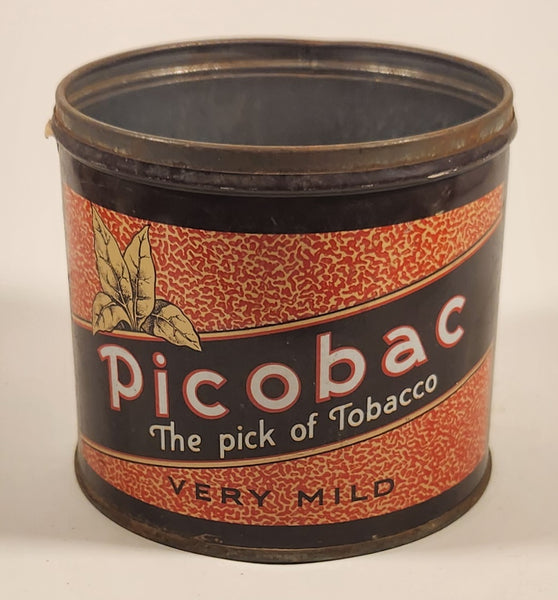 Picobac
The pick of Tobacco
VERY MILD